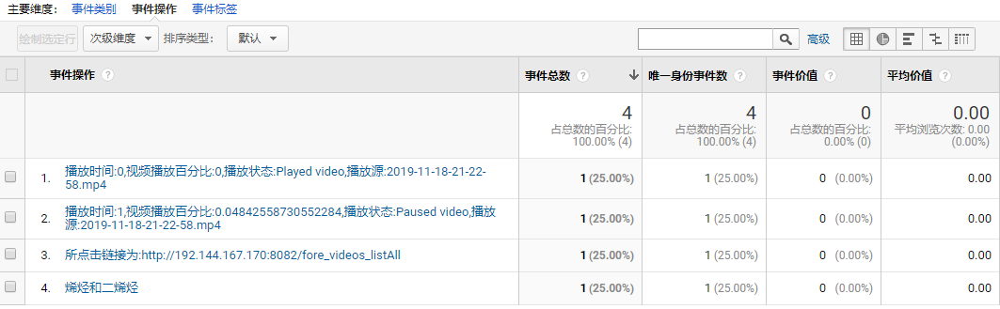 主要维度： 事件类别 事件操作 事件标签
绘制选定行 次级维度 排序类型： 默认 高级
事件操作 ? 事件总数 ? 唯一身份事件数 ? 事件价值 ? 平均价值 ?
4 4 0 0.00
占总数的百分比: 占总数的百分比: 占总数的百分比: 平均浏览次数: 0.00
100.00% (4) 100.00% (4) 0.00% (0) (0.00%)
1. 播放时间:0,视频播放百分比:0,播放状态:Played video,播放源:2019-11-18-21-22-
58.mp4 1 (25.00%) 1 (25.00%) 0 (0.00%) 0.00
2. 播放时间:1,视频播放百分比:0.04842558730552284,播放状态:Paused video,播放
源:2019-11-18-21-22-58.mp4 1 (25.00%) 1 (25.00%) 0 (0.00%) 0.00
3. 所点击链接为:http://192.144.167.170:8082/fore_videos_listAll 1 (25.00%) 1 (25.00%) 0 (0.00%) 0.00
4. 烯烃和二烯烃 1 (25.00%) 1 (25.00%) 0 (0.00%) 0.00